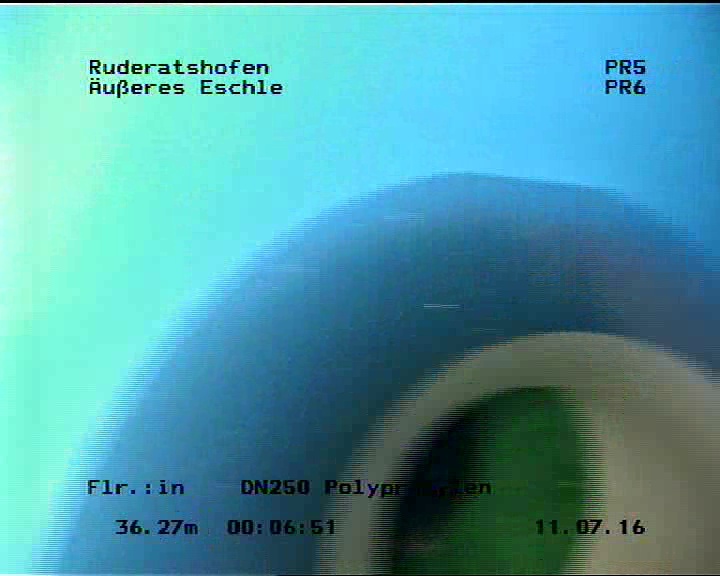 Ruderatshofen PR5
Äußeres Eschle PR6
Flr.:in DN250
36.27m 00:06:51 11.07.16